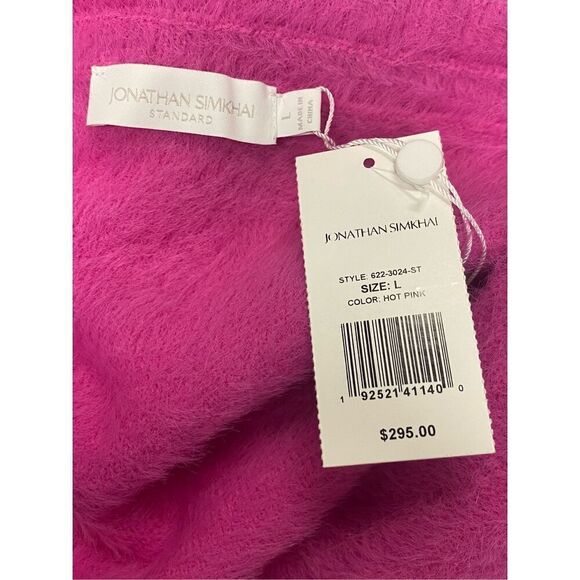 JONATHAN SIMKHAI
STANDARD
L
MADE IN
CHINA
JONATHAN SIMKHAI
STYLE: 622-3024-ST
SIZE: L
COLOR: HOT PINK
1 92521 41140 0
$295.00